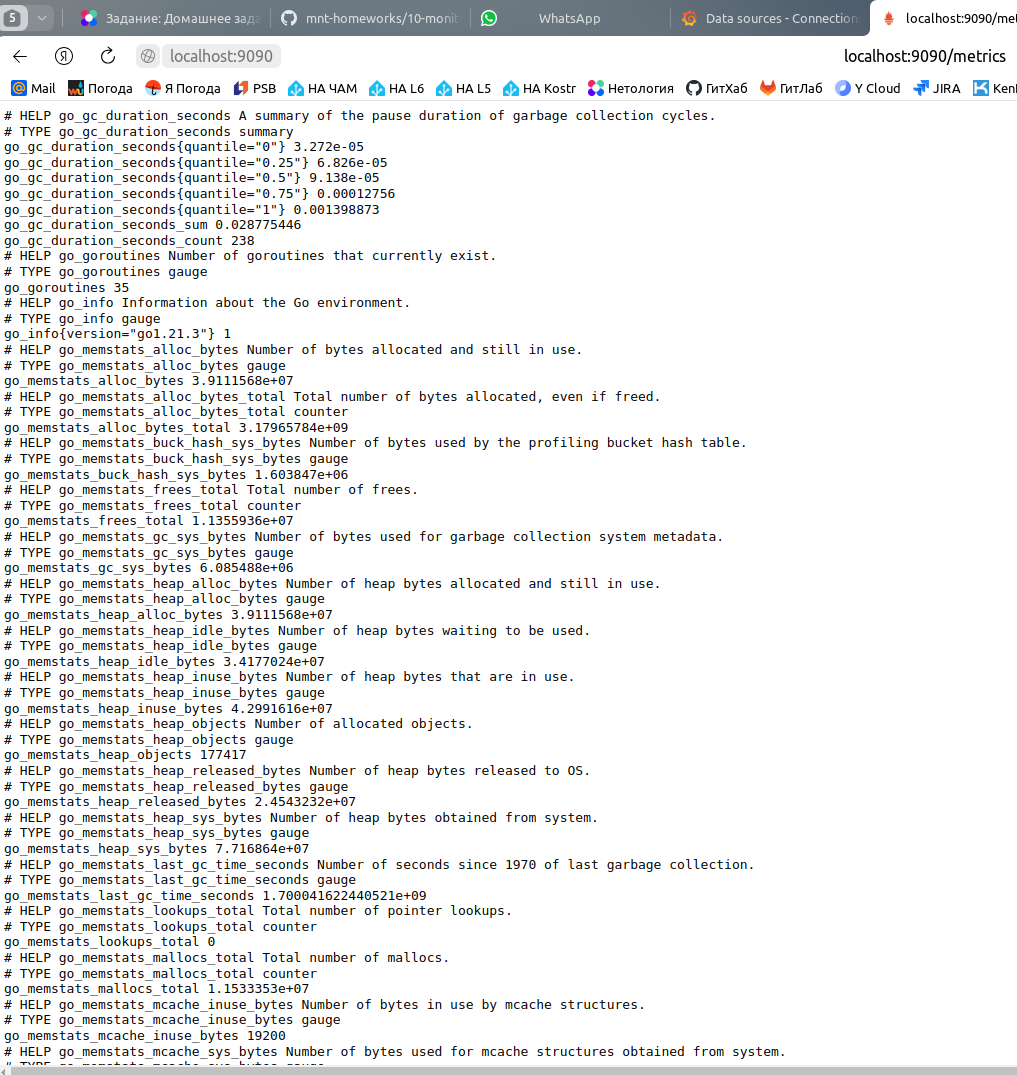 5 Задание: Домашнее зада mnt-homeworks/10-monit WhatsApp Data sources - Connection localhost:9090/met
Я localhost:9090 localhost:9090/metrics
Mail Погода Я Погода PSB НА ЧАМ НА L6 НА L5 НА Kostr Нетология ГитХаб ГитЛаб Y Cloud JIRA Kenl
# HELP go_gc_duration_seconds A summary of the pause duration of garbage collection cycles.
# TYPE go_gc_duration_seconds summary
go_gc_duration_seconds{quantile="0"} 3.272e-05
go_gc_duration_seconds{quantile="0.25"} 6.826e-05
go_gc_duration_seconds{quantile="0.5"} 9.138e-05
go_gc_duration_seconds{quantile="0.75"} 0.00012756
go_gc_duration_seconds{quantile="1"} 0.001398873
go_gc_duration_seconds_sum 0.028775446
go_gc_duration_seconds_count 238
# HELP go_goroutines Number of goroutines that currently exist.
# TYPE go_goroutines gauge
go_goroutines 35
# HELP go_info Information about the Go environment.
# TYPE go_info gauge
go_info{version="go1.21.3"} 1
# HELP go_memstats_alloc_bytes Number of bytes allocated and still in use.
# TYPE go_memstats_alloc_bytes gauge
go_memstats_alloc_bytes 3.9111568e+07
# HELP go_memstats_alloc_bytes_total Total number of bytes allocated, even if freed.
# TYPE go_memstats_alloc_bytes_total counter
go_memstats_alloc_bytes_total 3.17965784e+09
# HELP go_memstats_buck_hash_sys_bytes Number of bytes used by the profiling bucket hash table.
# TYPE go_memstats_buck_hash_sys_bytes gauge
go_memstats_buck_hash_sys_bytes 1.603847e+06
# HELP go_memstats_frees_total Total number of frees.
# TYPE go_memstats_frees_total counter
go_memstats_frees_total 1.1355936e+07
# HELP go_memstats_gc_sys_bytes Number of bytes used for garbage collection system metadata.
# TYPE go_memstats_gc_sys_bytes gauge
go_memstats_gc_sys_bytes 6.085488e+06
# HELP go_memstats_heap_alloc_bytes Number of heap bytes allocated and still in use.
# TYPE go_memstats_heap_alloc_bytes gauge
go_memstats_heap_alloc_bytes 3.9111568e+07
# HELP go_memstats_heap_idle_bytes Number of heap bytes waiting to be used.
# TYPE go_memstats_heap_idle_bytes gauge
go_memstats_heap_idle_bytes 3.4177024e+07
# HELP go_memstats_heap_inuse_bytes Number of heap bytes that are in use.
# TYPE go_memstats_heap_inuse_bytes gauge
go_memstats_heap_inuse_bytes 4.2991616e+07
# HELP go_memstats_heap_objects Number of allocated objects.
# TYPE go_memstats_heap_objects gauge
go_memstats_heap_objects 177417
# HELP go_memstats_heap_released_bytes Number of heap bytes released to OS.
# TYPE go_memstats_heap_released_bytes gauge
go_memstats_heap_released_bytes 2.4543232e+07
# HELP go_memstats_heap_sys_bytes Number of heap bytes obtained from system.
# TYPE go_memstats_heap_sys_bytes gauge
go_memstats_heap_sys_bytes 7.716864e+07
# HELP go_memstats_last_gc_time_seconds Number of seconds since 1970 of last garbage collection.
# TYPE go_memstats_last_gc_time_seconds gauge
go_memstats_last_gc_time_seconds 1.700041622440521e+09
# HELP go_memstats_lookups_total Total number of pointer lookups.
# TYPE go_memstats_lookups_total counter
go_memstats_lookups_total 0
# HELP go_memstats_mallocs_total Total number of mallocs.
# TYPE go_memstats_mallocs_total counter
go_memstats_mallocs_total 1.1533353e+07
# HELP go_memstats_mcache_inuse_bytes Number of bytes in use by mcache structures.
# TYPE go_memstats_mcache_inuse_bytes gauge
go_memstats_mcache_inuse_bytes 19200
# HELP go_memstats_mcache_sys_bytes Number of bytes used for mcache structures obtained from system.
# TYPE go_memstats_mcache_sys_bytes gauge